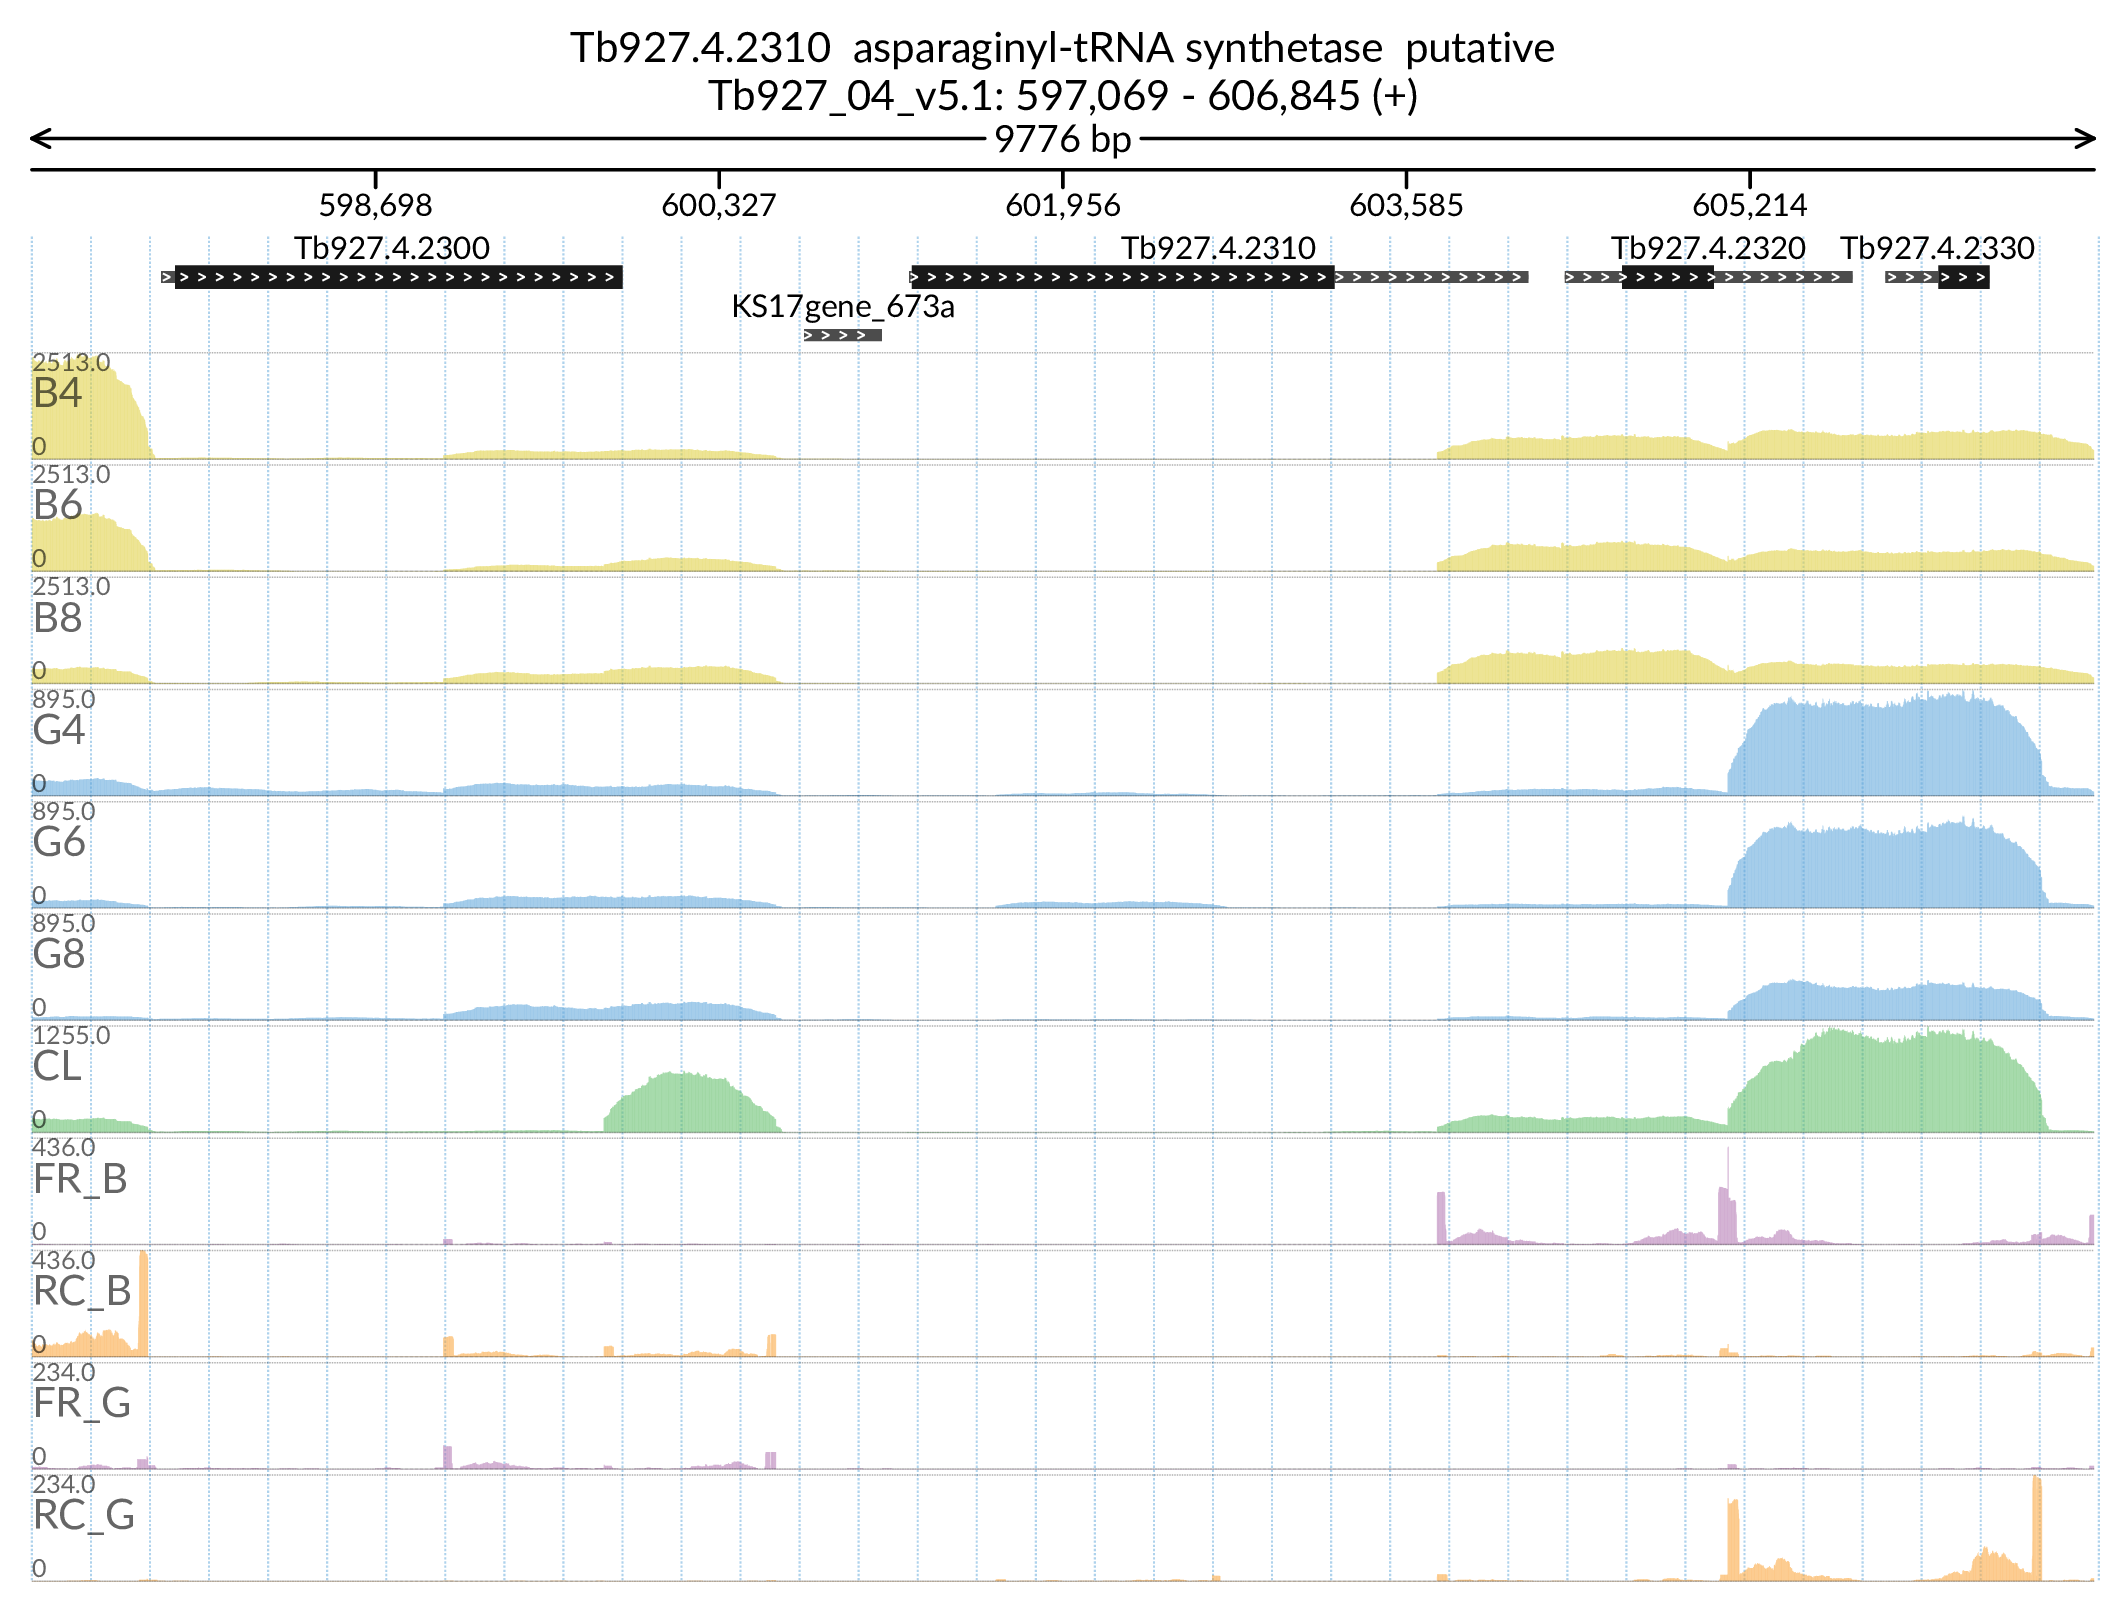 Tb927.4.2310  asparaginyl-tRNA synthetase  putative
Tb927_04_v5.1: 597,069 - 606,845 (+)
9776 bp
598,698 600,327 601,956 603,585 605,214
Tb927.4.2300 Tb927.4.2310 Tb927.4.2320 Tb927.4.2330
KS17gene_673a
2513.0
B4
0
2513.0
B6
0
2513.0
B8
0
895.0
G4
0
895.0
G6
0
895.0
G8
0
1255.0
CL
0
436.0
FR_B
0
436.0
RC_B
0
234.0
FR_G
0
234.0
RC_G
0